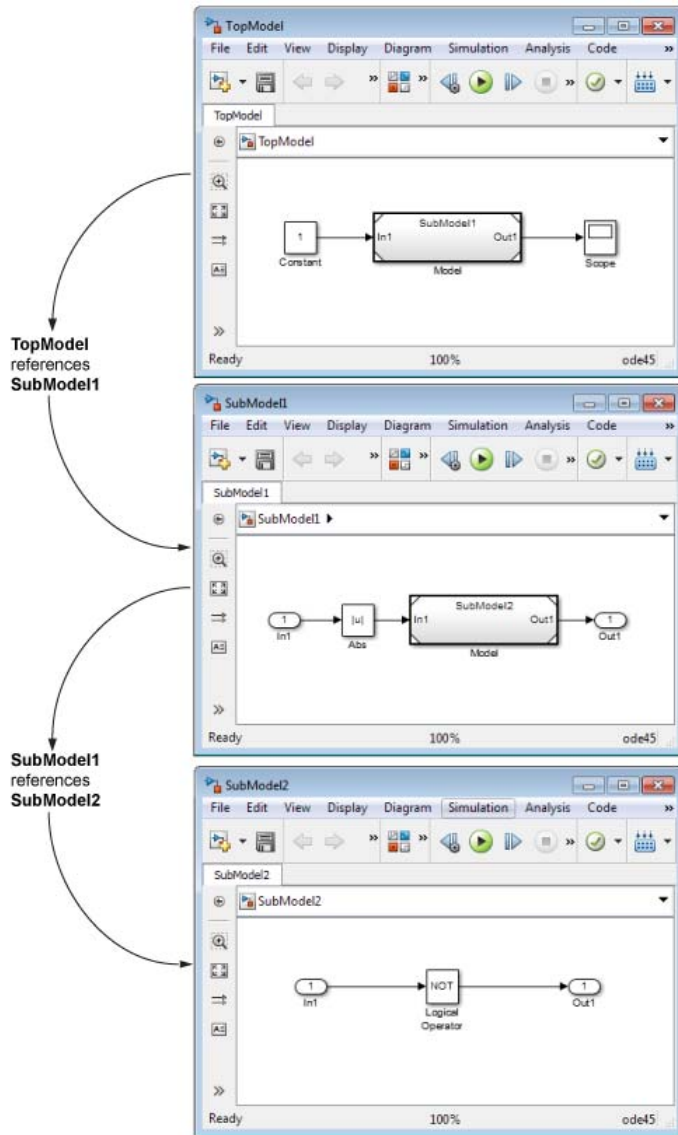 TopModel
File Edit View Display Diagram Simulation Analysis Code »
» »  »
TopModel
TopModel
1
Constant
In1
SubModel1
Out1
Model
Scope
»
Ready 100% ode45
TopModel
references
SubModel1
SubModel1
File Edit View Display Diagram Simulation Analysis Code »
» » »
SubModel1
SubModel1
1
In1
|u|
Abs
In1
SubModel2
Out1
Model
1
Out1
»
Ready 100% ode45
SubModel1
references
SubModel2
SubModel2
File Edit View Display Diagram Simulation Analysis Code »
» » »
SubModel2
SubModel2
1
In1
NOT
Logical
Operator
1
Out1
»
Ready 100% ode45